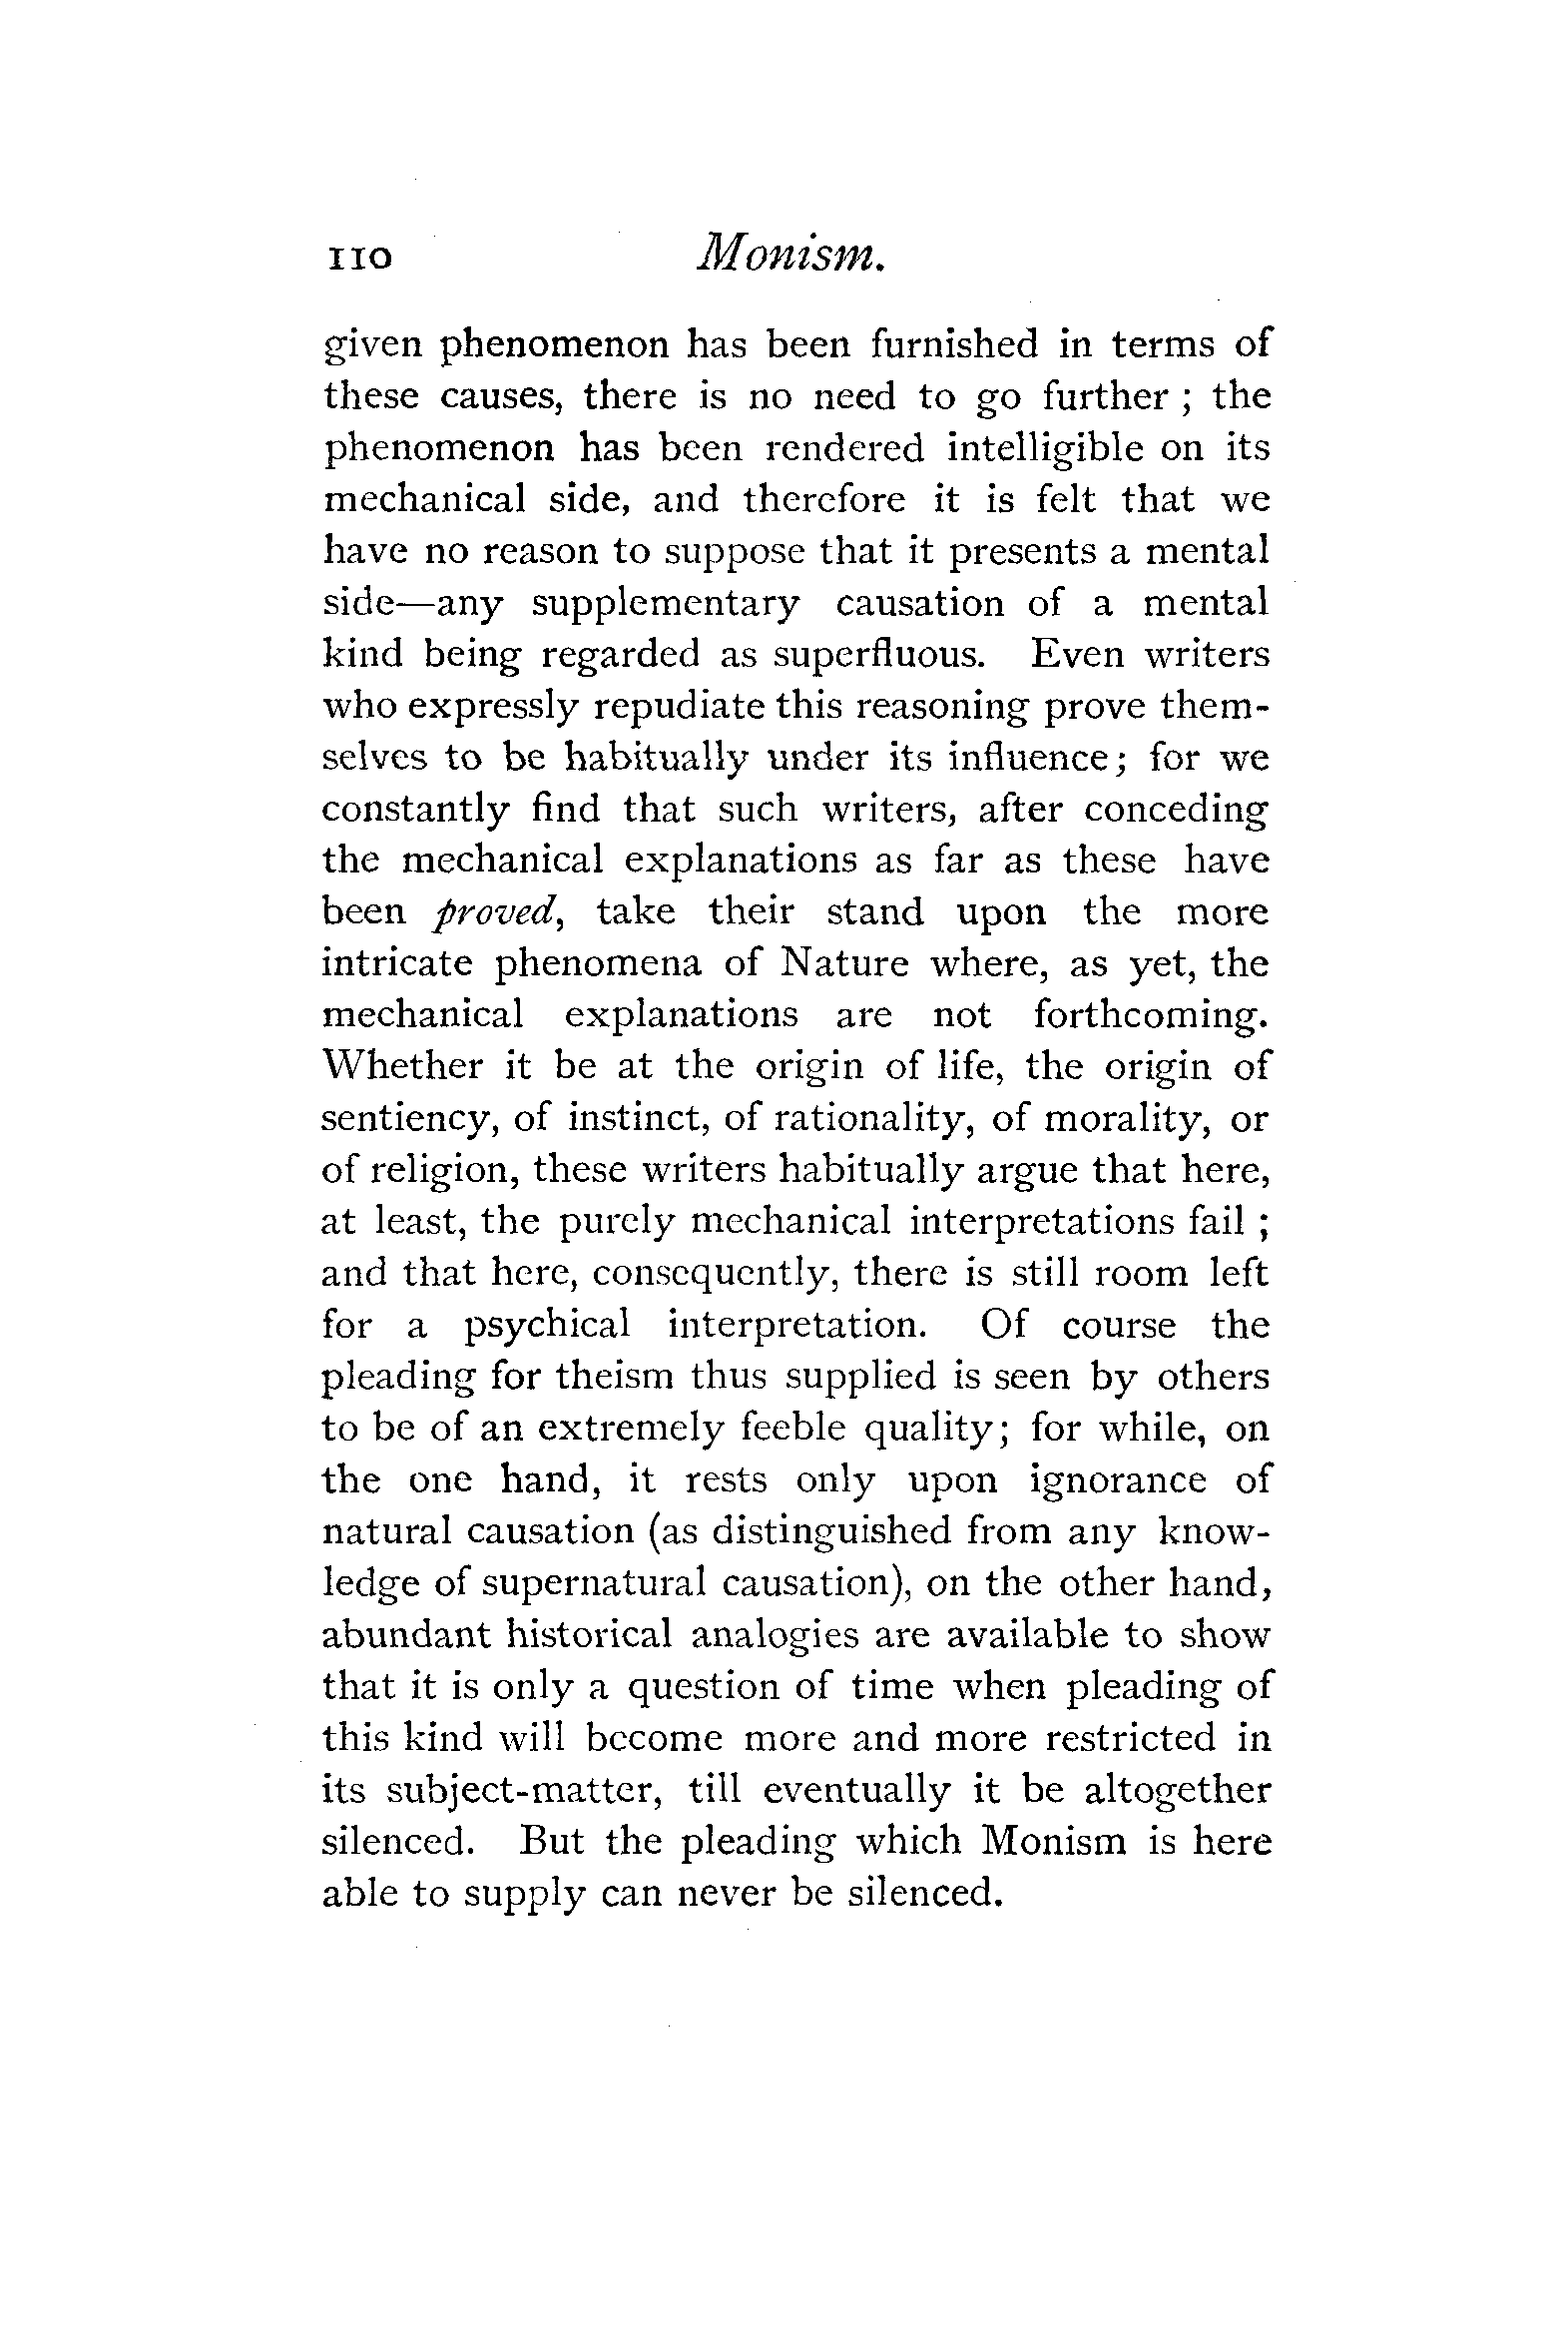 110 Monism.
given phenomenon has been furnished in terms of
these causes, there is no need to go further ; the
phenomenon has been rendered intelligible on its
mechanical side, and therefore it is felt that we
have no reason to suppose that it presents a mental
side—any supplementary causation of a mental
kind being regarded as superfluous. Even writers
who expressly repudiate this reasoning prove them-
selves to be habitually under its influence; for we
constantly find that such writers, after conceding
the mechanical explanations as far as these have
been proved, take their stand upon the more
intricate phenomena of Nature where, as yet, the
mechanical explanations are not forthcoming.
Whether it be at the origin of life, the origin of
sentiency, of instinct, of rationality, of morality, or
of religion, these writers habitually argue that here,
at least, the purely mechanical interpretations fail ;
and that here, consequently, there is still room left
for a psychical interpretation. Of course the
pleading for theism thus supplied is seen by others
to be of an extremely feeble quality; for while, on
the one hand, it rests only upon ignorance of
natural causation (as distinguished from any know-
ledge of supernatural causation), on the other hand,
abundant historical analogies are available to show
that it is only a question of time when pleading of
this kind will become more and more restricted in
its subject-matter, till eventually it be altogether
silenced. But the pleading which Monism is here
able to supply can never be silenced.